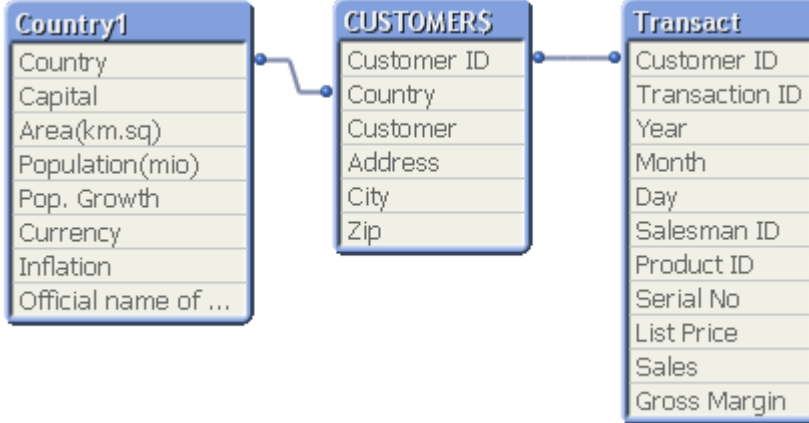 Country1
Country
Capital
Area(km.sq)
Population(mio)
Pop. Growth
Currency
Inflation
Official name of ...
CUSTOMER$
Customer ID
Country
Customer
Address
City
Zip
Transact
Customer ID
Transaction ID
Year
Month
Day
Salesman ID
Product ID
Serial No
List Price
Sales
Gross Margin